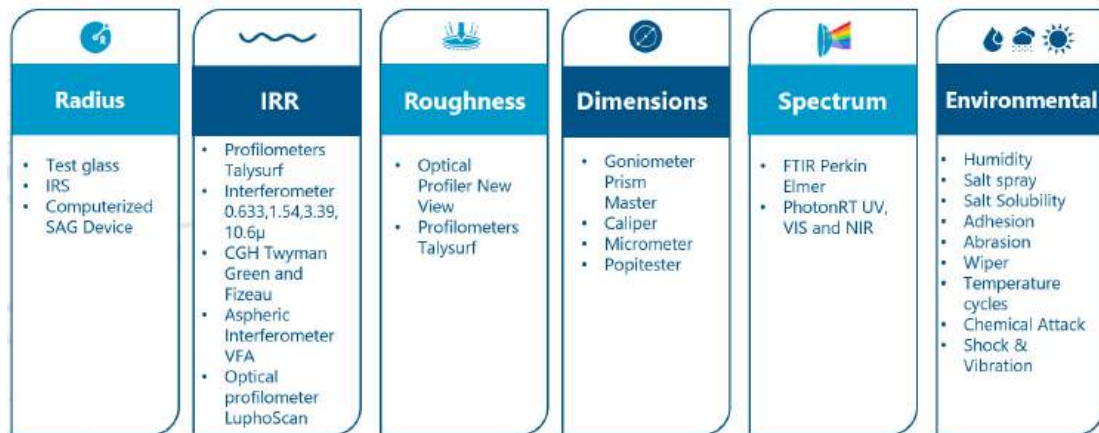 Radius
• Test glass
• IRS
• Computerized
SAG Device
IRR
• Profilometers
Talysurf
• Interferometer
0.633,1.54,3.39,
10.6µ
• CGH Twyman
Green and
Fizeau
• Aspheric
Interferometer
VFA
• Optical
profilometer
LuphoScan
Roughness
• Optical
Profiler New
View
• Profilometers
Talysurf
Dimensions
• Goniometer
Prism
Master
• Caliper
• Micrometer
• Popitester
Spectrum
• FTIR Perkin
Elmer
• PhotonRT UV,
VIS and NIR
Environmental
• Humidity
• Salt spray
• Salt Solubility
• Adhesion
• Abrasion
• Wiper
• Temperature
cycles
• Chemical Attack
• Shock &
Vibration